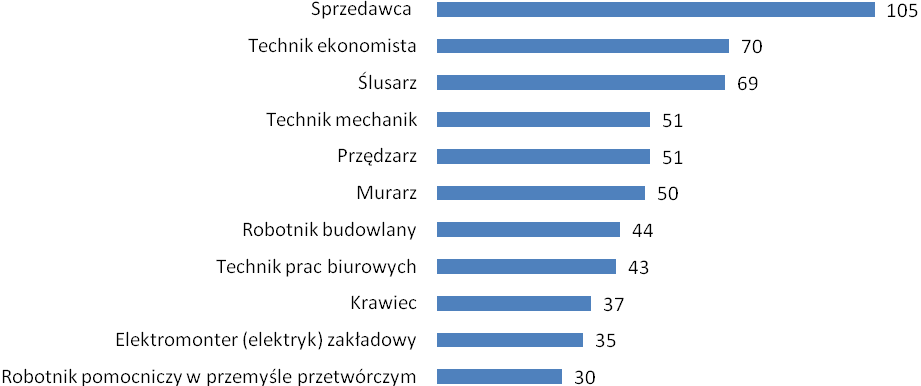 Sprzedawca 105
Technik ekonomista 70
Ślusarz 69
Technik mechanik 51
Przędzarz 51
Murarz 50
Robotnik budowlany 44
Technik prac biurowych 43
Krawiec 37
Elektromonter (elektryk) zakładowy 35
Robotnik pomocniczy w przemyśle przetwórczym 30